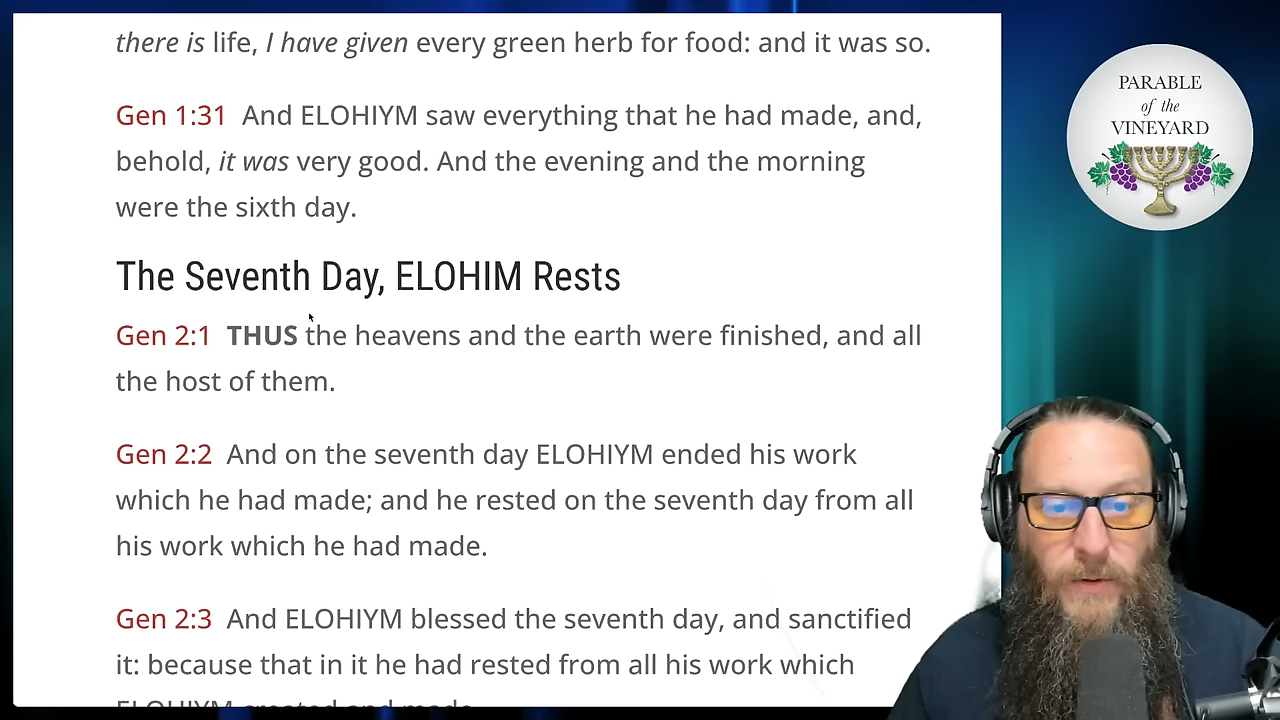 there is life, I have given every green herb for food: and it was so.
Gen 1:31 And ELOHIYM saw everything that he had made, and,
behold, it was very good. And the evening and the morning
were the sixth day.
The Seventh Day, ELOHIM Rests
Gen 2:1 THUS the heavens and the earth were finished, and all
the host of them.
Gen 2:2 And on the seventh day ELOHIYM ended his work
which he had made; and he rested on the seventh day from all
his work which he had made.
Gen 2:3 And ELOHIYM blessed the seventh day, and sanctified
it: because that in it he had rested from all his work which
ELOHIYM created and made.
PARABLE
of the
VINEYARD